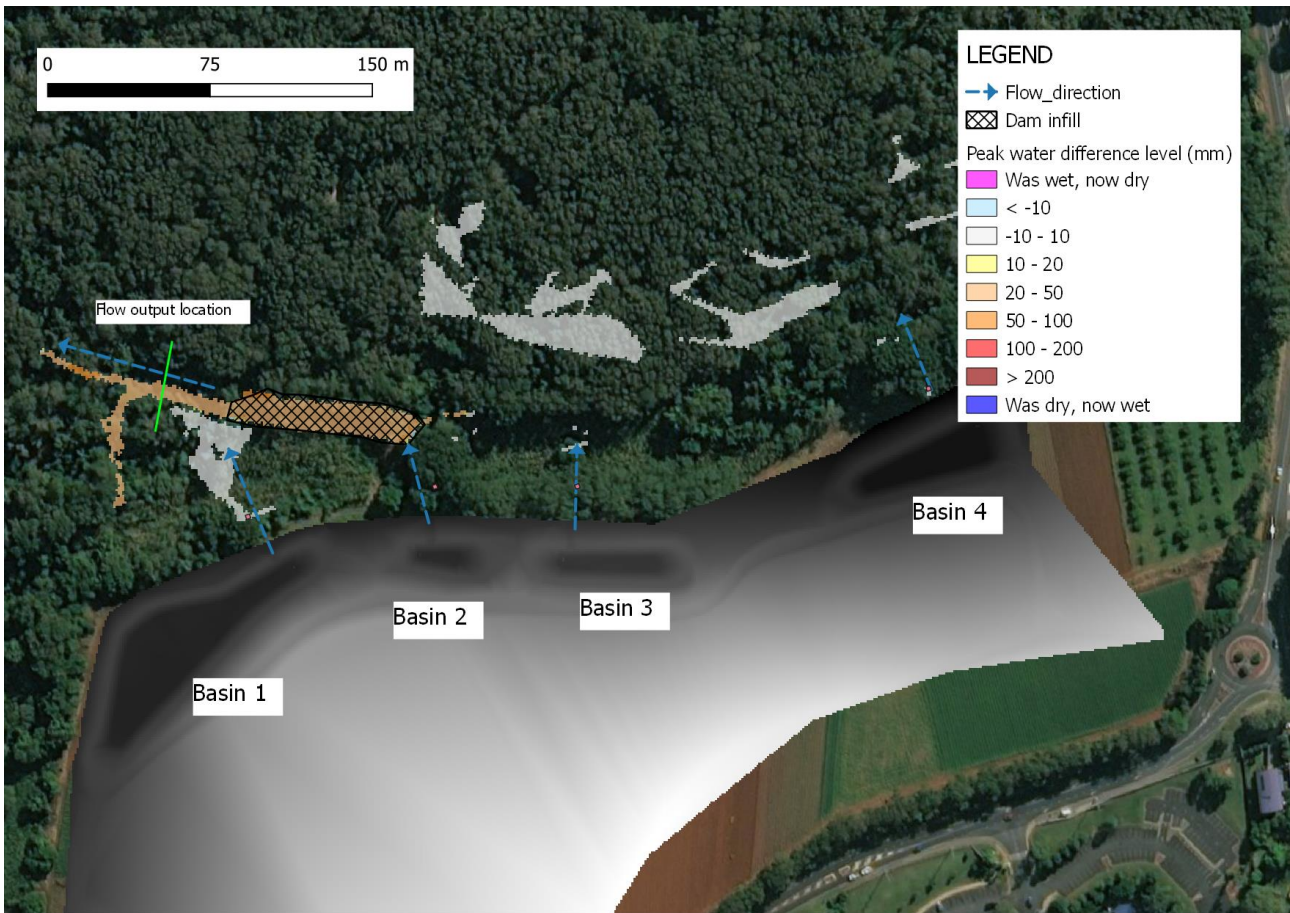 0 75 150 m
LEGEND
Flow_direction
Dam infill
Peak water difference level (mm)
Was wet, now dry
< -10
-10 - 10
10 - 20
20 - 50
50 - 100
100 - 200
> 200
Was dry, now wet
Flow output location
Basin 4
Basin 3
Basin 2
Basin 1